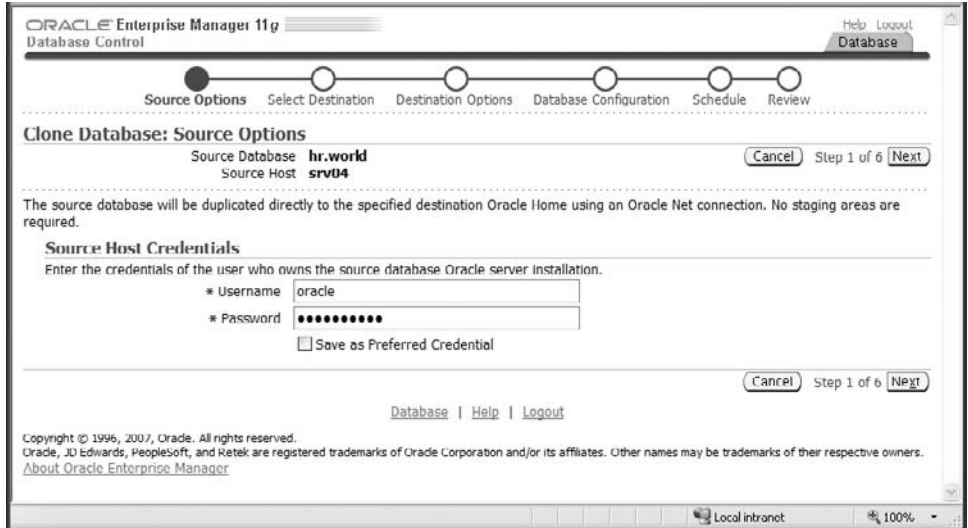 ORACLE Enterprise Manager 11g
Database Control
Help Logout
Database
Source Options Select Destination Destination Options Database Configuration Schedule Review
Clone Database: Source Options
Source Database hr.world
Source Host srv04
Cancel Step 1 of 6 Next
The source database will be duplicated directly to the specified destination Oracle Home using an Oracle Net connection. No staging areas are
required.
Source Host Credentials
Enter the credentials of the user who owns the source database Oracle server installation.
* Username oracle
* Password ●●●●●●●●●●
Save as Preferred Credential
Cancel Step 1 of 6 Next
Database | Help | Logout
Copyright © 1996, 2007, Oracle. All rights reserved.
Oracle, JD Edwards, PeopleSoft, and Retek are registered trademarks of Oracle Corporation and/or its affiliates. Other names may be trademarks of their respective owners.
About Oracle Enterprise Manager
Local intranet 100%